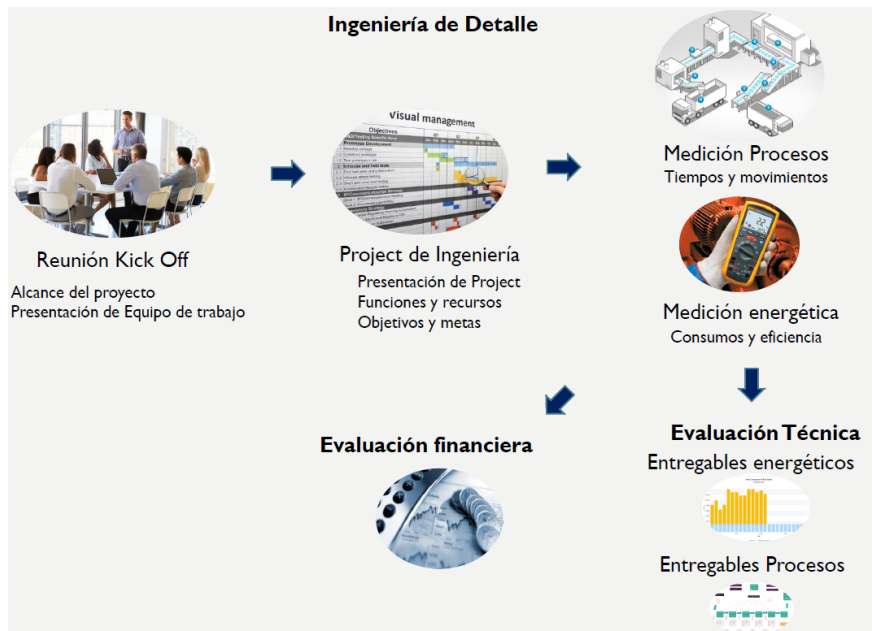 Ingeniería de Detalle
Reunión Kick Off
Alcance del proyecto
Presentación de Equipo de trabajo
Visual management
Objectives
Prototype Development
Project de Ingeniería
Presentación de Project
Funciones y recursos
Objetivos y metas
Medición Procesos
Tiempos y movimientos
Medición energética
Consumos y eficiencia
Evaluación Técnica
Entregables energéticos
Entregables Procesos
Evaluación financiera